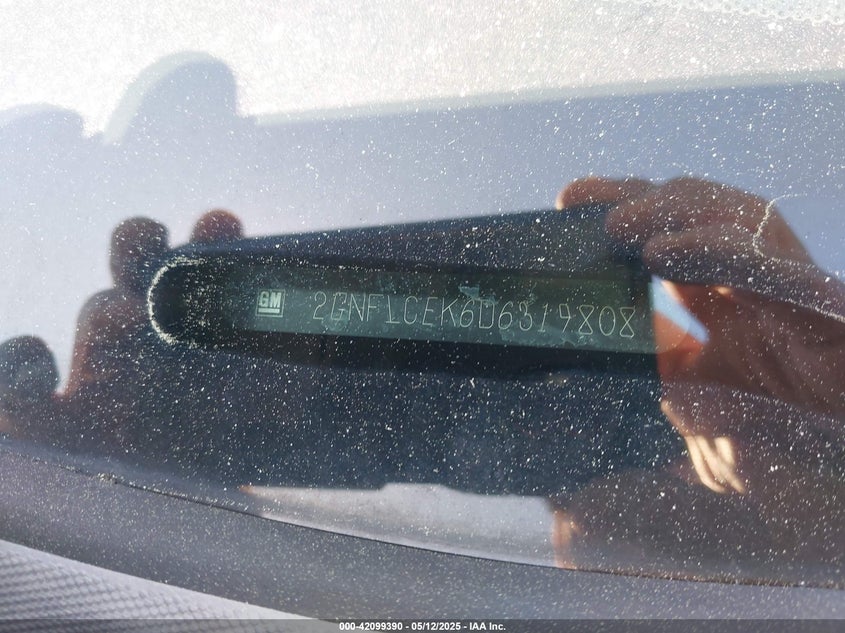 GM 2GNFLCEK6D6319808
000-42099390 - 05/12/2025 - IAA Inc.